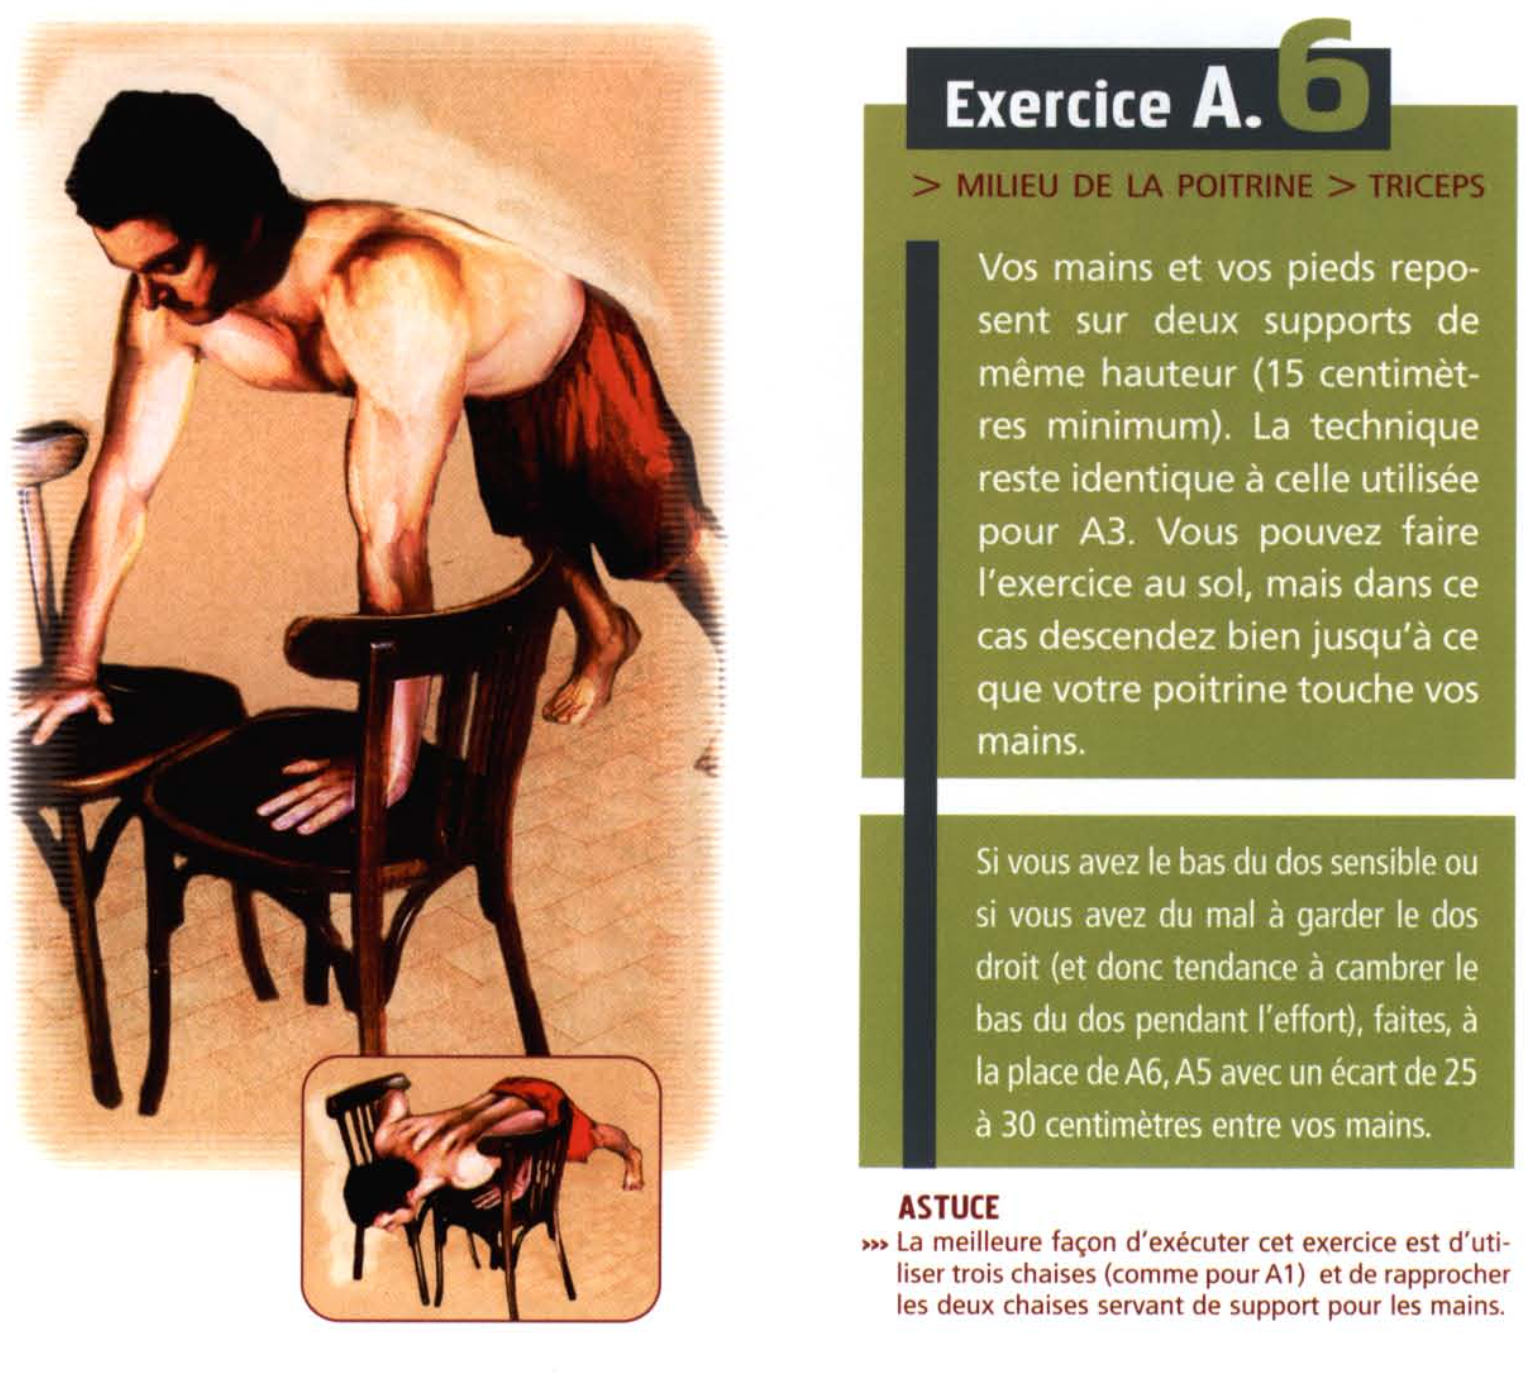 Exercice A.6
> MILIEU DE LA POITRINE > TRICEPS
Vos mains et vos pieds repo-
sent sur deux supports de
même hauteur (15 centimèt-
res minimum). La technique
reste identique à celle utilisée
pour A3. Vous pouvez faire
l'exercice au sol, mais dans ce
cas descendez bien jusqu'à ce
que votre poitrine touche vos
mains.
Si vous avez le bas du dos sensible ou
si vous avez du mal à garder le dos
droit (et donc tendance à cambrer le
bas du dos pendant l'effort), faites, à
la place de A6, A5 avec un écart de 25
à 30 centimètres entre vos mains.
ASTUCE
»» La meilleure façon d'exécuter cet exercice est d'uti-
liser trois chaises (comme pour A1) et de rapprocher
les deux chaises servant de support pour les mains.